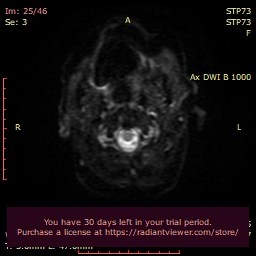 Im: 25/46
STP73
Se: 3
STP73
A
F
Ax DWI B 1000
R
L
You have 30 days left in your trial period.
Purchase a license at https://radiantviewer.com/store/